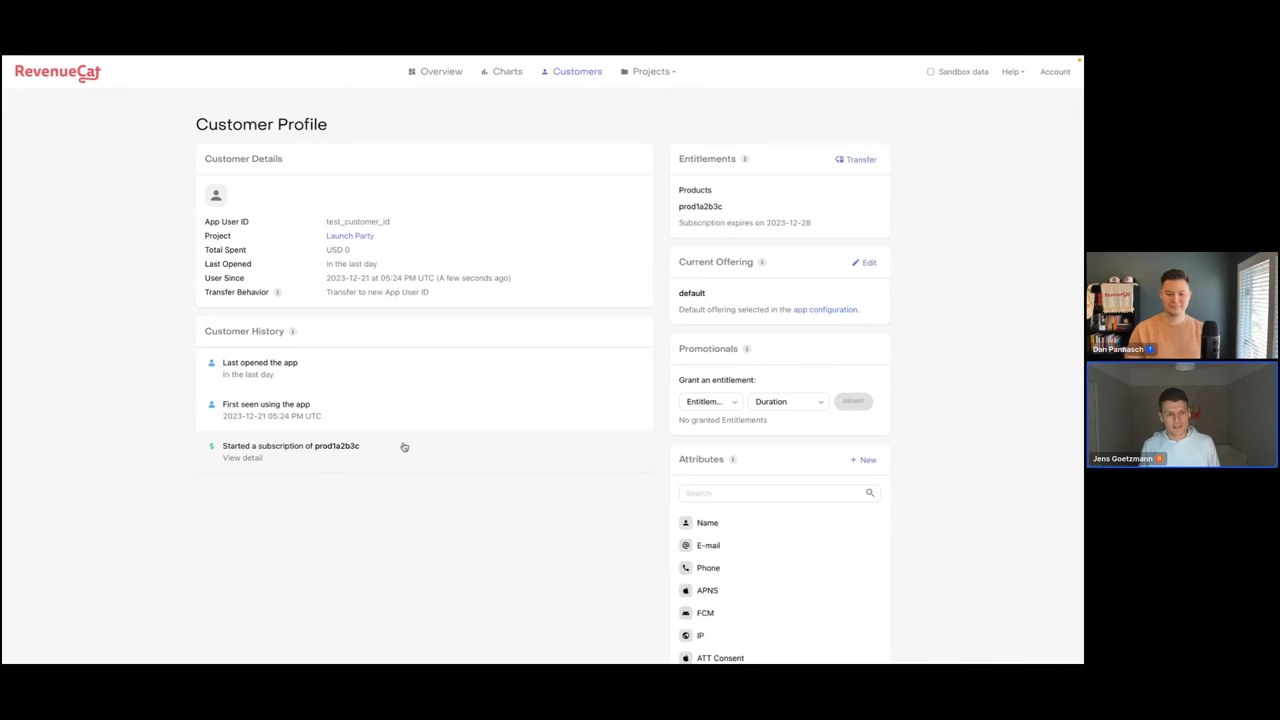 RevenueCat
Overview
Charts
Customers
Projects
Sandbox data
Help
Account
Customer Profile
Customer Details
App User ID test_customer_id
Project Launch Party
Total Spent USD 0
Last Opened In the last day
User Since 2023-12-21 at 05:24 PM UTC (A few seconds ago)
Transfer Behavior Transfer to new App User ID
Customer History
Last opened the app
In the last day
First seen using the app
2023-12-21 05:24 PM UTC
Started a subscription of prod1a2b3c
View detail
Entitlements Transfer
Products
prod1a2b3c
Subscription expires on 2023-12-28
Current Offering Edit
default
Default offering selected in the app configuration.
Promotionals
Grant an entitlement:
Entitlem... Duration GRANT
No granted Entitlements
Attributes + New
Search
Name
E-mail
Phone
APNS
FCM
IP
ATT Consent
RevenueCat
Dan Pannasch
Jens Goetzmann